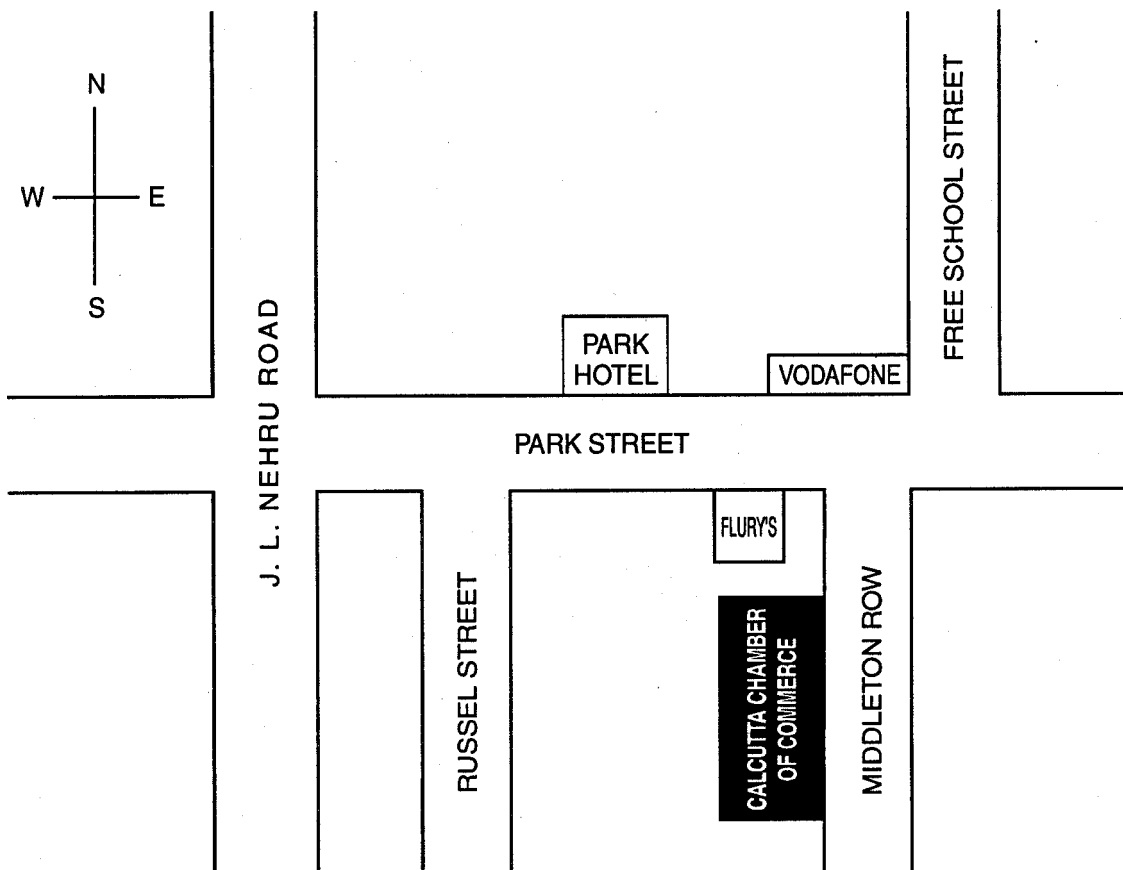 N
W E
S
J. L. NEHRU ROAD
FREE SCHOOL STREET
PARK
HOTEL
VODAFONE
PARK STREET
FLURY'S
RUSSEL STREET
CALCUTTA CHAMBER
OF COMMERCE
MIDDLETON ROW